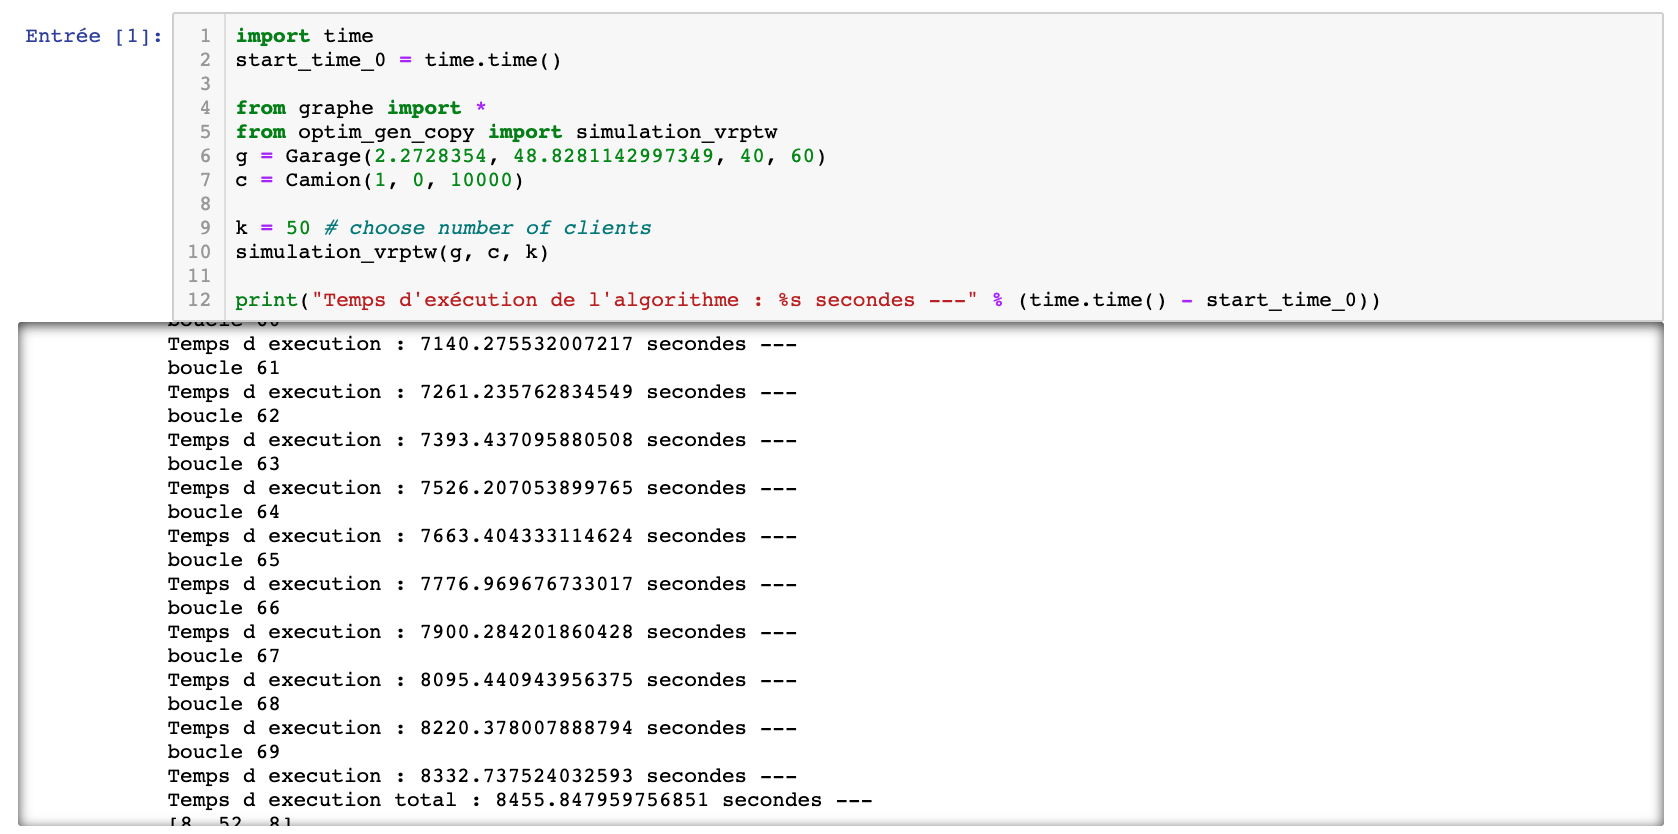 Entrée [1]:
1 import time
2 start_time_0 = time.time()
3
4 from graphe import *
5 from optim_gen_copy import simulation_vrptw
6 g = Garage(2.2728354, 48.8281142997349, 40, 60)
7 c = Camion(1, 0, 10000)
8
9 k = 50 # choose number of clients
10 simulation_vrptw(g, c, k)
11
12 print("Temps d'exécution de l'algorithme : %s secondes ---" % (time.time() - start_time_0))
boucle 60
Temps d execution : 7140.275532007217 secondes ---
boucle 61
Temps d execution : 7261.235762834549 secondes ---
boucle 62
Temps d execution : 7393.437095880508 secondes ---
boucle 63
Temps d execution : 7526.207053899765 secondes ---
boucle 64
Temps d execution : 7663.404333114624 secondes ---
boucle 65
Temps d execution : 7776.969676733017 secondes ---
boucle 66
Temps d execution : 7900.284201860428 secondes ---
boucle 67
Temps d execution : 8095.440943956375 secondes ---
boucle 68
Temps d execution : 8220.378007888794 secondes ---
boucle 69
Temps d execution : 8332.737524032593 secondes ---
Temps d execution total : 8455.847959756851 secondes ---
[8, 52, 8]